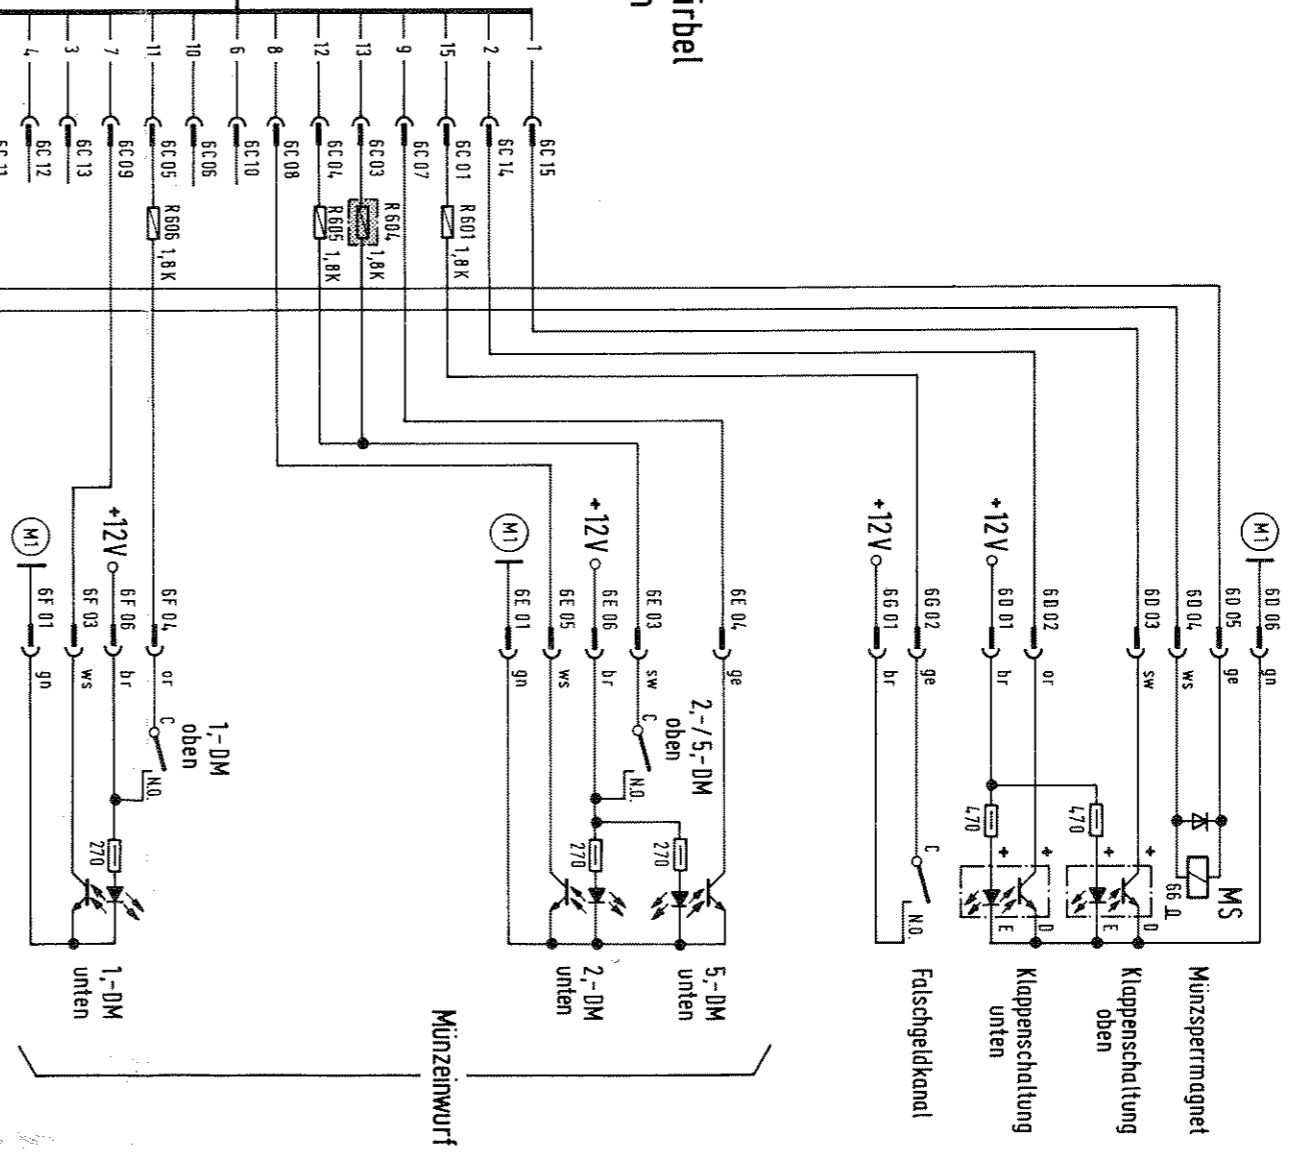 irbel
n
1
2
15
9
13
12
8
6
10
11
7
3
4
6C 15
6C 14
6C 01
6C 07
6C 03
6C 04
6C 08
6C 10
6C 06
6C 05
6C 09
6C 13
6C 12
6C 11
R 601 1,8K
R 604 1,8K
R 605 1,8K
R 606 1,8K
M1
6D 06 gn
6D 05 ge
6D 04 ws
6D 03 sw
6D 02 or
+12V 6D 01 br
6G 02 ge
+12V 6G 01 br
6E 04 ge
6E 03 sw
+12V 6E 06 br
6E 05 ws
M1 6E 01 gn
6F 04 or
+12V 6F 06 br
6F 03 ws
M1 6F 01 gn
MS
66 Ω
470
+ +
D
E
470
+ +
D
E
C
N.O.
2,-/5,-DM
oben
C
N.O.
270
270
1,-DM
oben
C
N.O.
270
Münzsperrmagnet
Klappenschaltung
oben
Klappenschaltung
unten
Falschgeldkanal
5,-DM
unten
2,-DM
unten
1,-DM
unten
Münzeinwurf